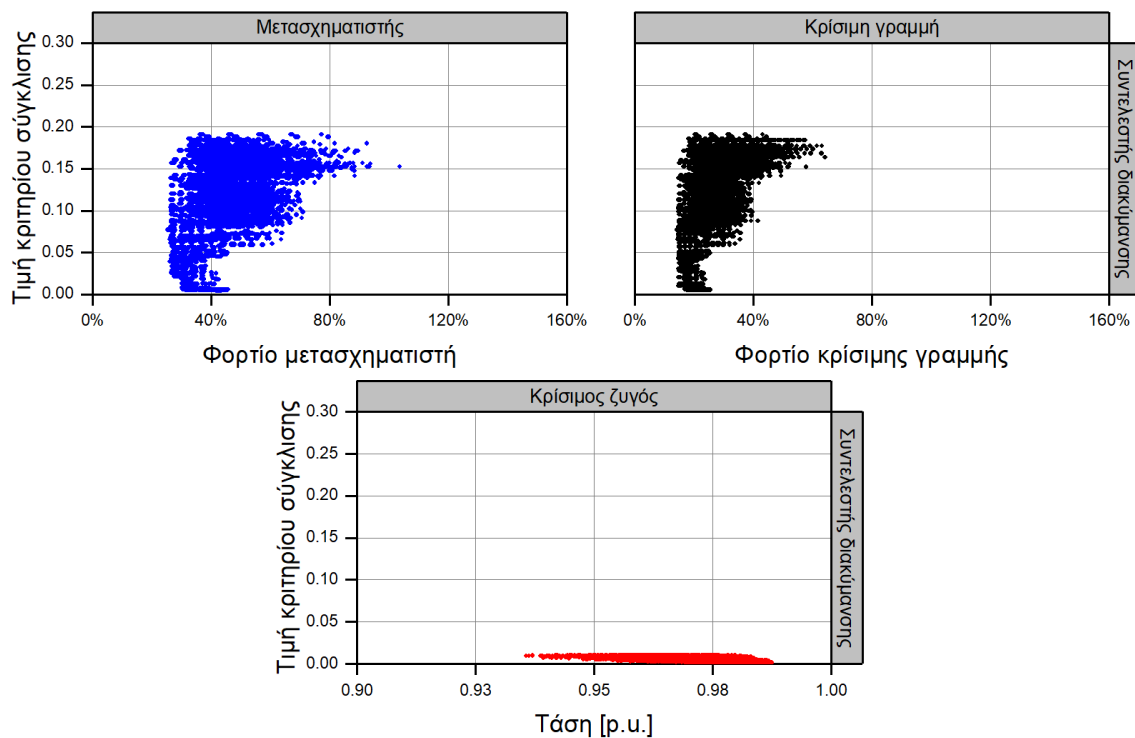 Μετασχηματιστής
Κρίσιμη γραμμή
Τιμή κριτηρίου σύγκλισης
0.30
0.25
0.20
0.15
0.10
0.05
0.00
Συντελεστής διακύμανσης
0%
40%
80%
120%
160%
0%
40%
80%
120%
160%
Φορτίο μετασχηματιστή
Φορτίο κρίσιμης γραμμής
Κρίσιμος ζυγός
Τιμή κριτηρίου σύγκλισης
0.30
0.25
0.20
0.15
0.10
0.05
0.00
Συντελεστής διακύμανσης
0.90
0.93
0.95
0.98
1.00
Τάση [p.u.]